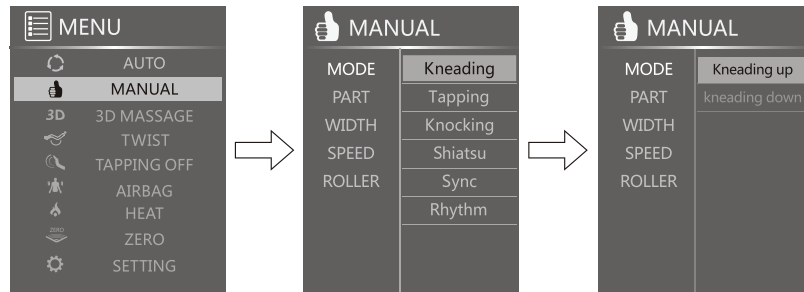 MENU
AUTO
MANUAL
3D 3D MASSAGE
TWIST
TAPPING OFF
AIRBAG
HEAT
ZERO ZERO
SETTING
MANUAL
MODE Kneading
PART Tapping
WIDTH Knocking
SPEED Shiatsu
ROLLER Sync
Rhythm
MANUAL
MODE Kneading up
PART kneading down
WIDTH
SPEED
ROLLER